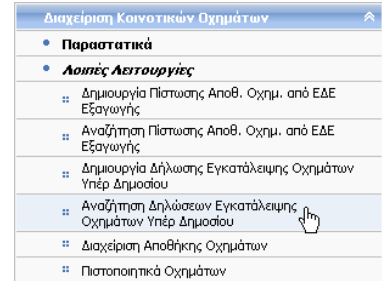 Διαχείριση Κοινοτικών Οχημάτων
Παραστατικά
Λοιπές Λειτουργίες
Δημιουργία Πίστωσης Αποθ. Οχημ. από ΕΔΕ
Εξαγωγής
Αναζήτηση Πίστωσης Αποθ. Οχημ. από ΕΔΕ
Εξαγωγής
Δημιουργία Δήλωσης Εγκατάλειψης Οχημάτων
Υπέρ Δημοσίου
Αναζήτηση Δηλώσεων Εγκατάλειψης
Οχημάτων Υπέρ Δημοσίου
Διαχείριση Αποθήκης Οχημάτων
Πιστοποιητικά Οχημάτων